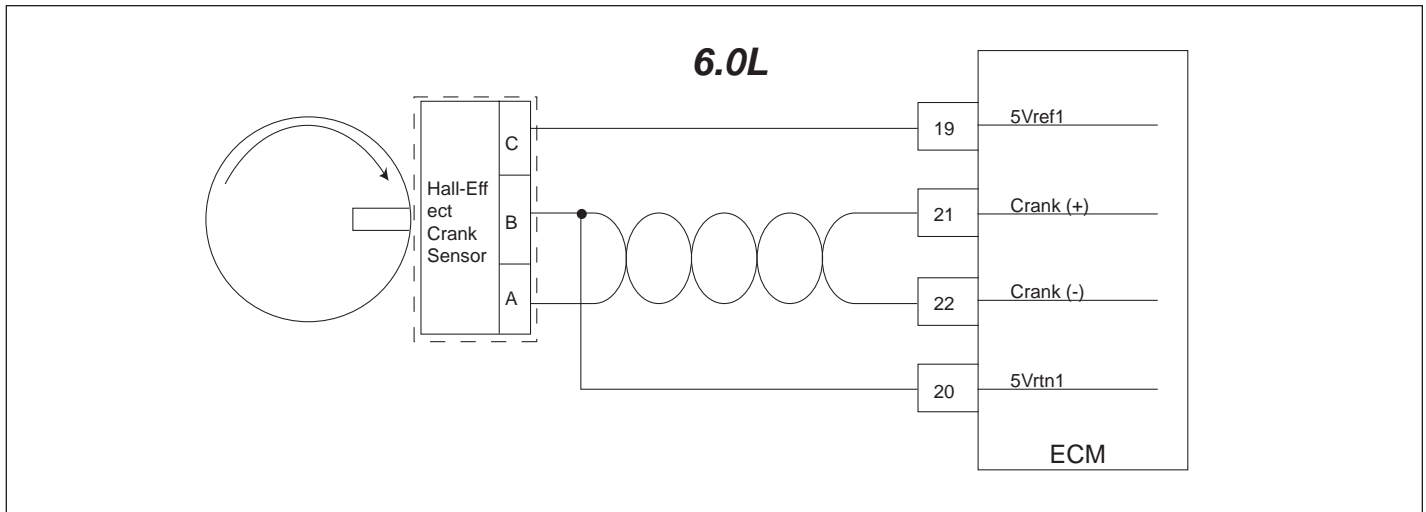 6.0L
Hall-Eff
ect
Crank
Sensor
C
B
A
19
5Vref1
21
Crank (+)
22
Crank (-)
20
5Vrtn1
ECM